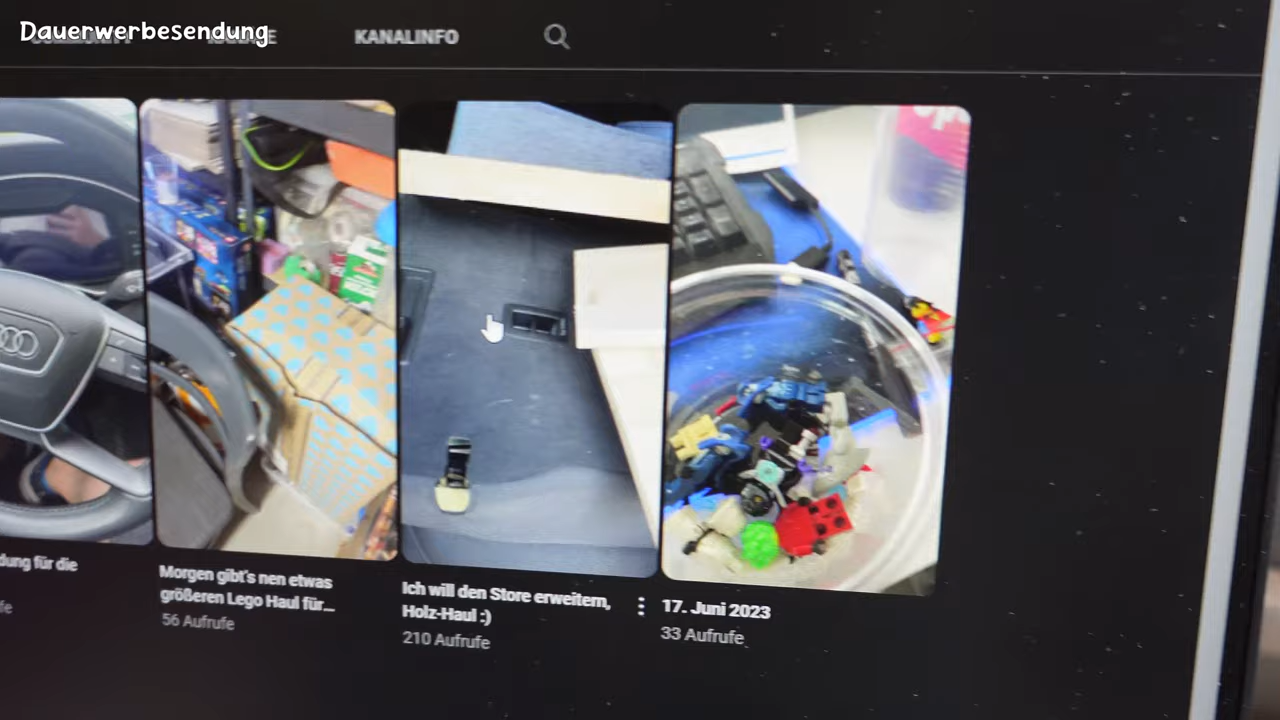 Dauerwerbesendung
KANALINFO
dung für die
Morgen gibt's nen etwas
größeren Lego Haul für...
56 Aufrufe
Ich will den Store erweitern,
Holz-Haul :)
210 Aufrufe
17. Juni 2023
33 Aufrufe